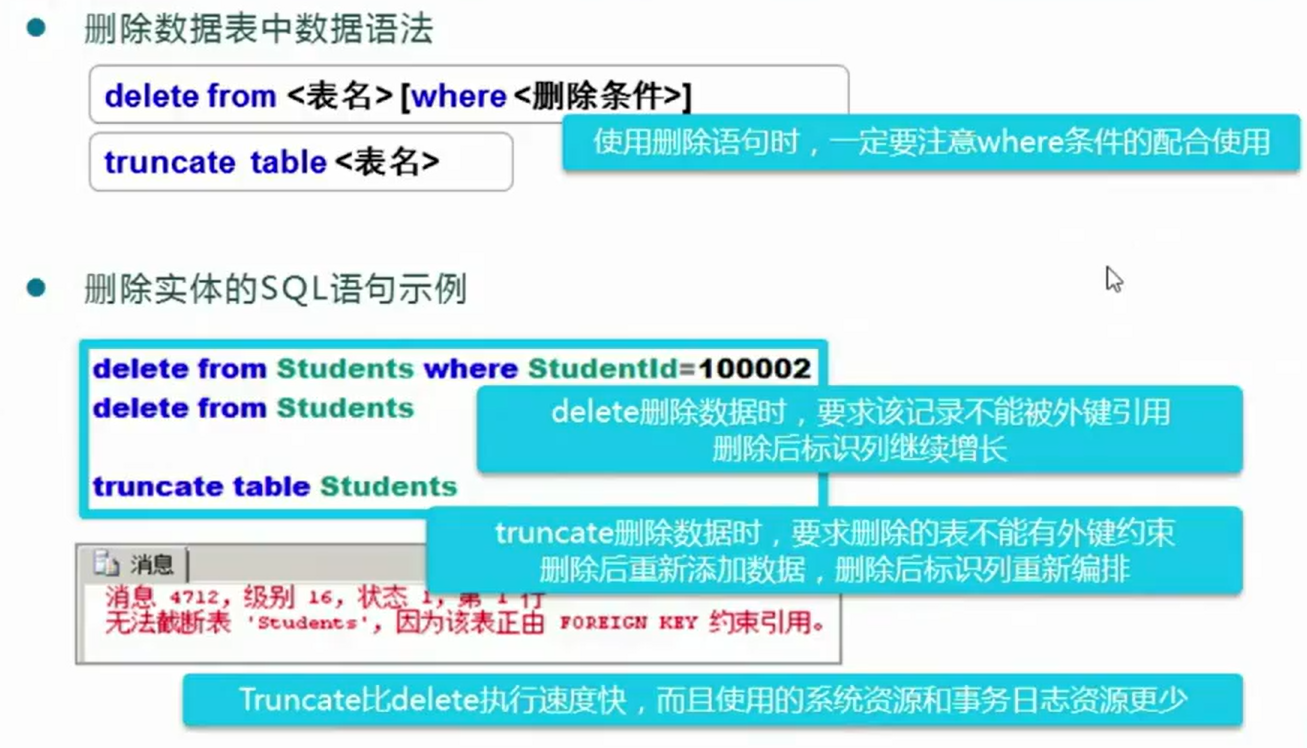 删除数据表中数据语法
delete from <表名> [where <删除条件>]
使用删除语句时，一定要注意where条件的配合使用
truncate table <表名>
删除实体的SQL语句示例
delete from Students where StudentId=100002
delete from Students
delete删除数据时，要求该记录不能被外键引用
删除后标识列继续增长
truncate table Students
truncate删除数据时，要求删除的表不能有外键约束
删除后重新添加数据，删除后标识列重新编排
消息
消息 4712，级别 16，状态 1，第 1 行
无法截断表 'Students'，因为该表正由 FOREIGN KEY 约束引用。
Truncate比delete执行速度快，而且使用的系统资源和事务日志资源更少